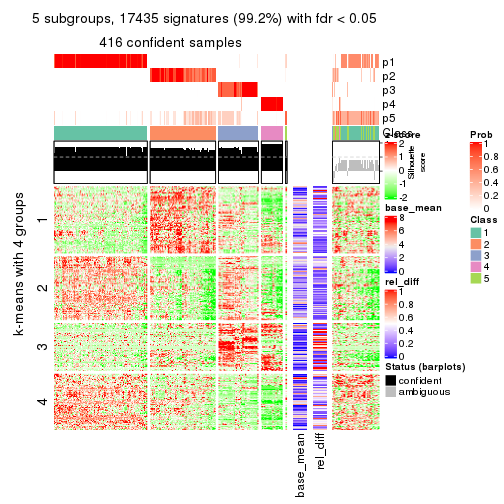 5 subgroups, 17435 signatures (99.2%) with fdr < 0.05
416 confident samples
p1
p2
p3
p4
p5
Class
z-score
2
1
0
-1
-2
Silhouette
score
base_mean
8
6
4
2
0
rel_diff
1
0.8
0.6
0.4
0.2
0
Prob
1
0.8
0.6
0.4
0.2
0
Class
1
2
3
4
5
Status (barplots)
confident
ambiguous
k-means with 4 groups
1
2
3
4
base_mean
rel_diff